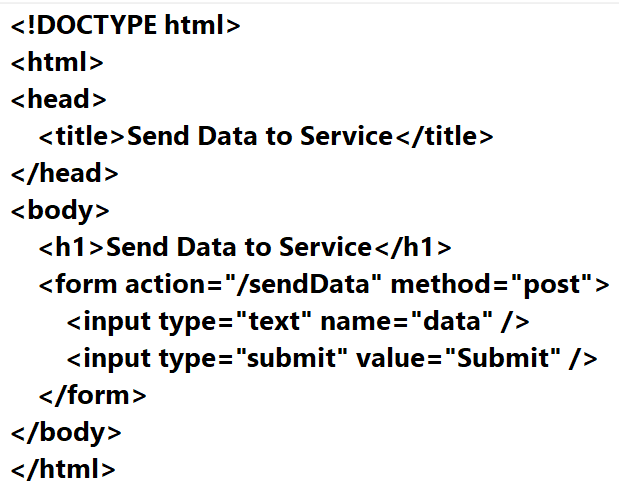 <!DOCTYPE html>
<html>
<head>
    <title>Send Data to Service</title>
</head>
<body>
    <h1>Send Data to Service</h1>
    <form action="/sendData" method="post">
        <input type="text" name="data" />
        <input type="submit" value="Submit" />
    </form>
</body>
</html>